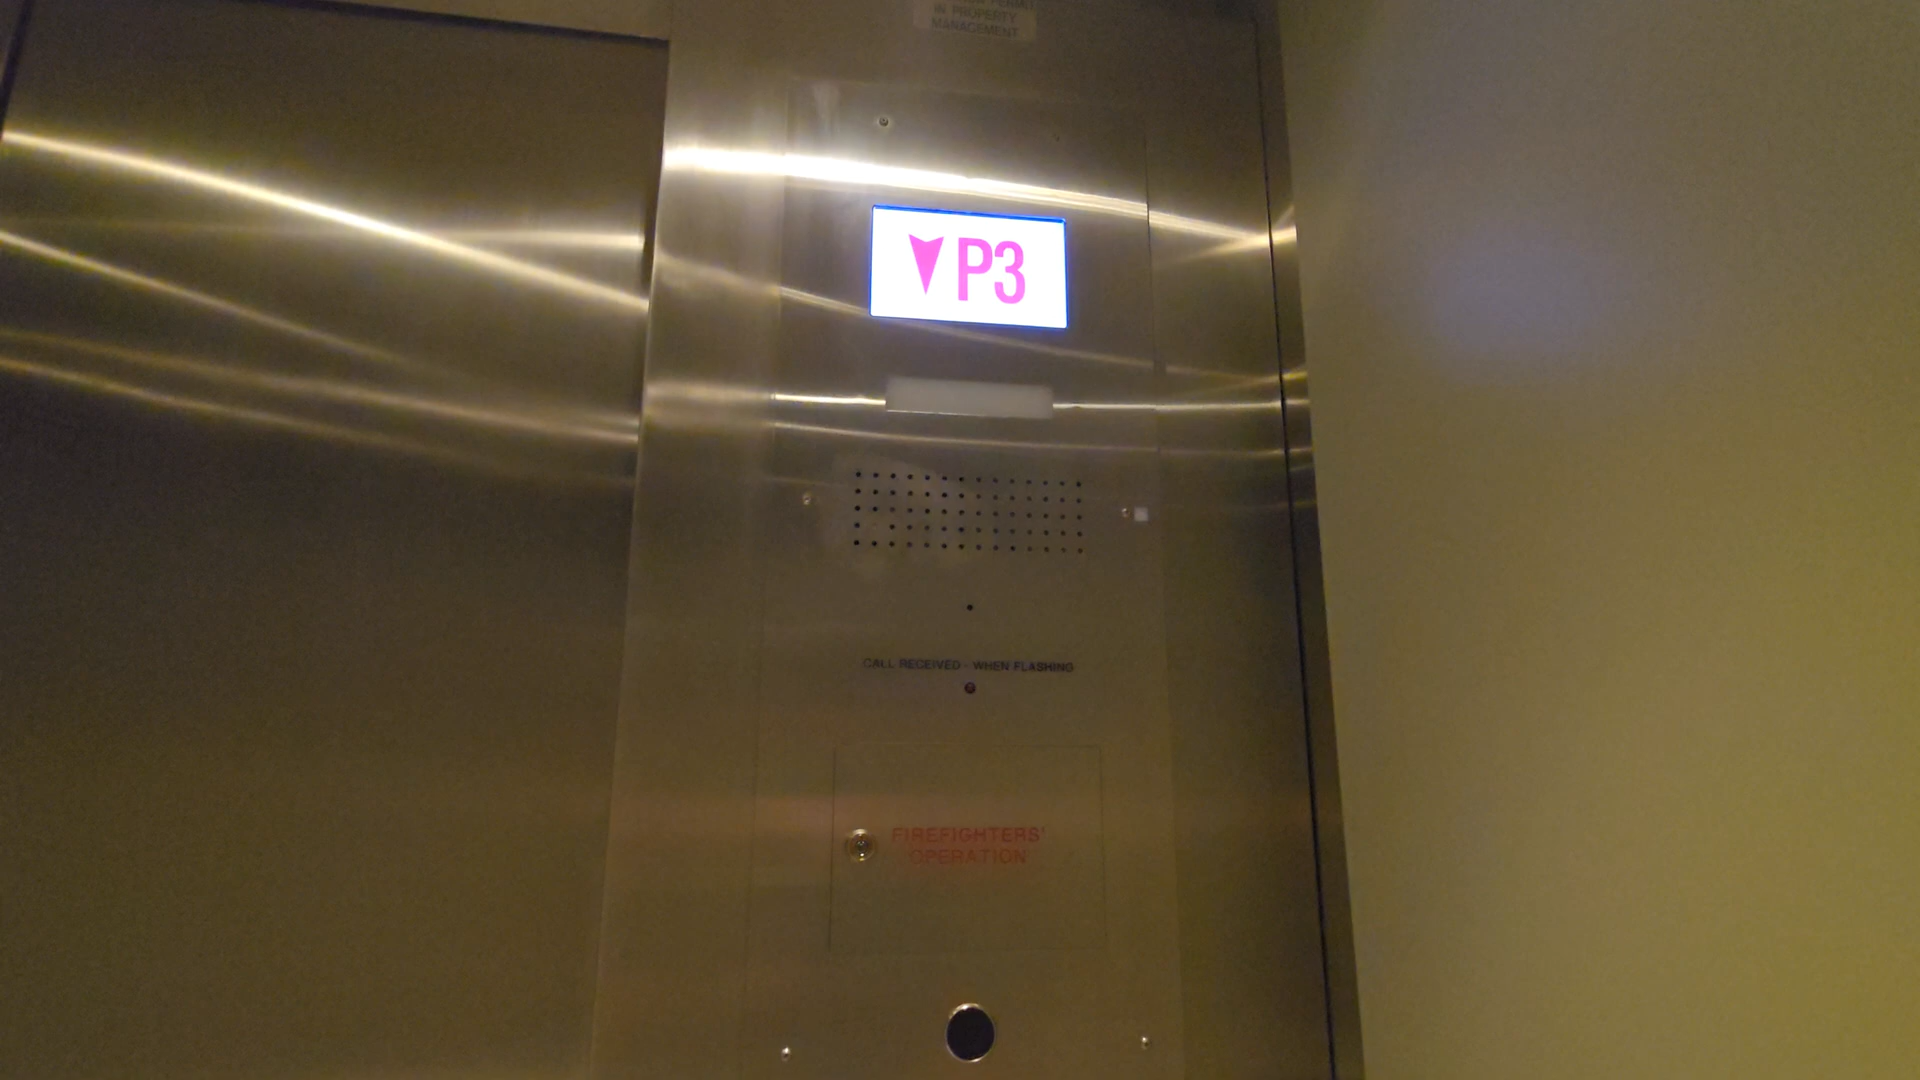 IN PROPERTY
MANAGEMENT
P3
CALL RECEIVED - WHEN FLASHING
FIREFIGHTERS'
OPERATION